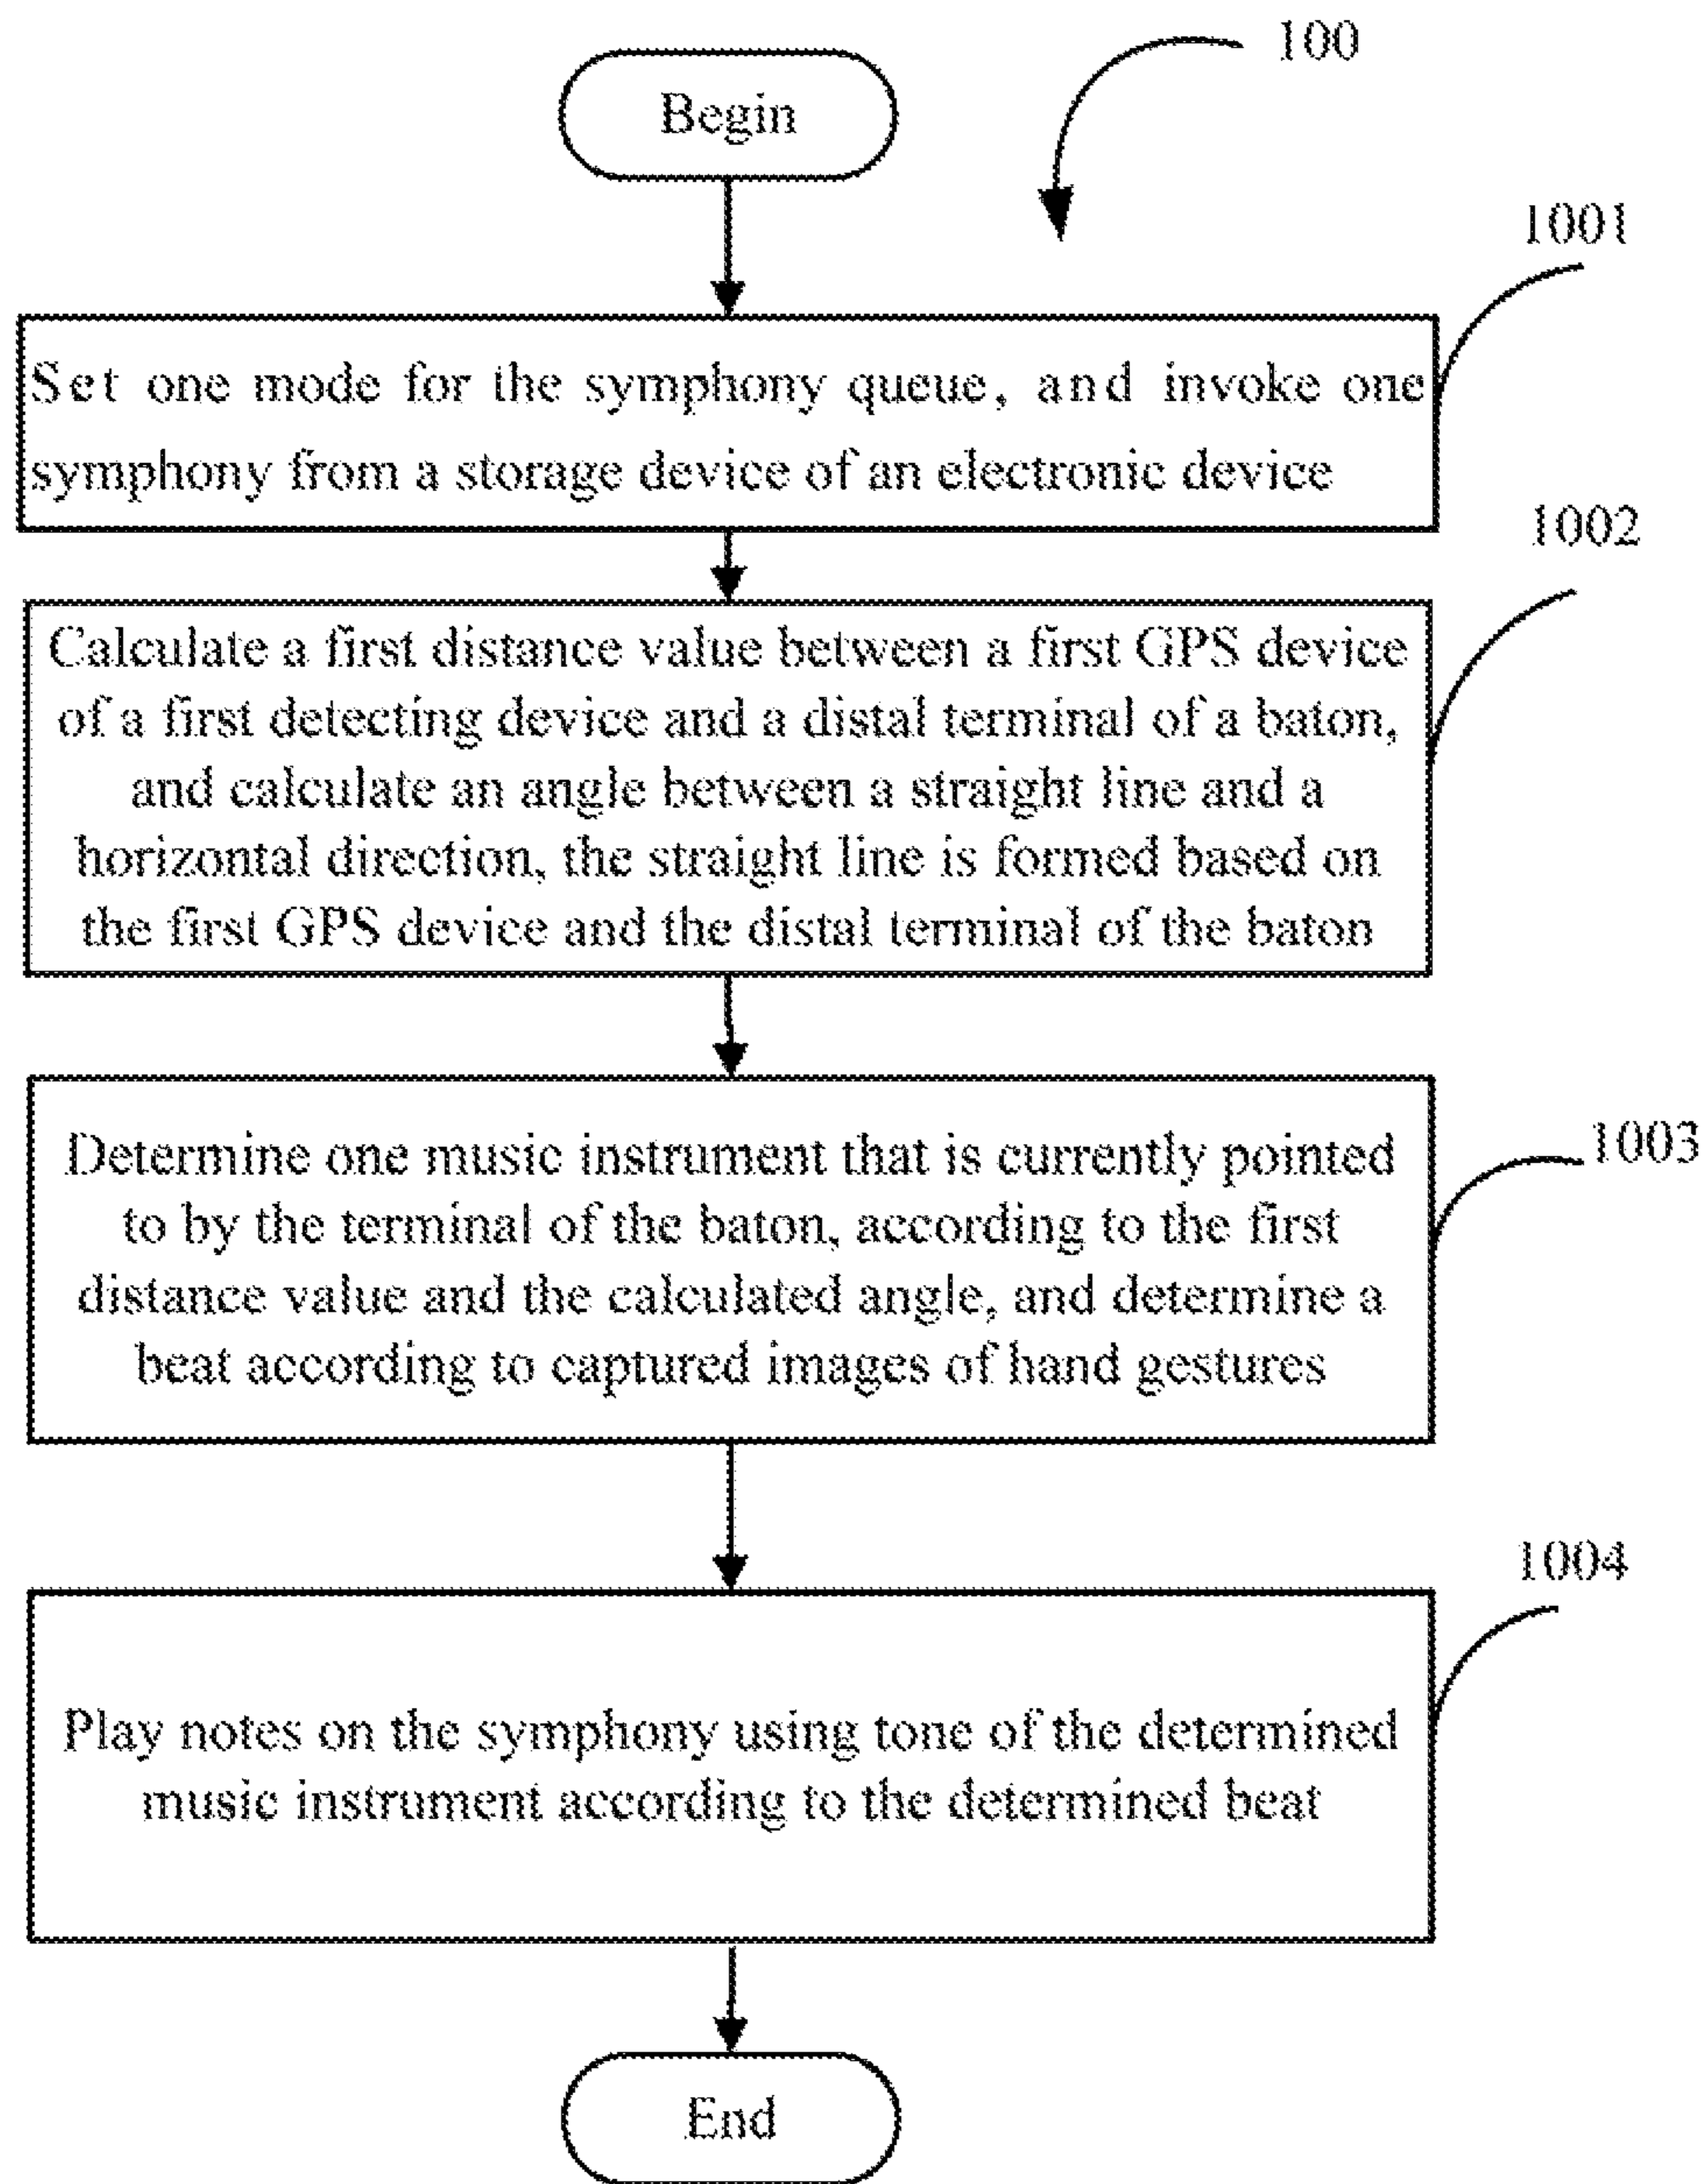 100
Begin
1001
Set one mode for the symphony queue, and invoke one
symphony from a storage device of an electronic device
1002
Calculate a first distance value between a first GPS device
of a first detecting device and a distal terminal of a baton,
and calculate an angle between a straight line and a
horizontal direction, the straight line is formed based on
the first GPS device and the distal terminal of the baton
1003
Determine one music instrument that is currently pointed
to by the terminal of the baton, according to the first
distance value and the calculated angle, and determine a
beat according to captured images of hand gestures
1004
Play notes on the symphony using tone of the determined
music instrument according to the determined beat
End